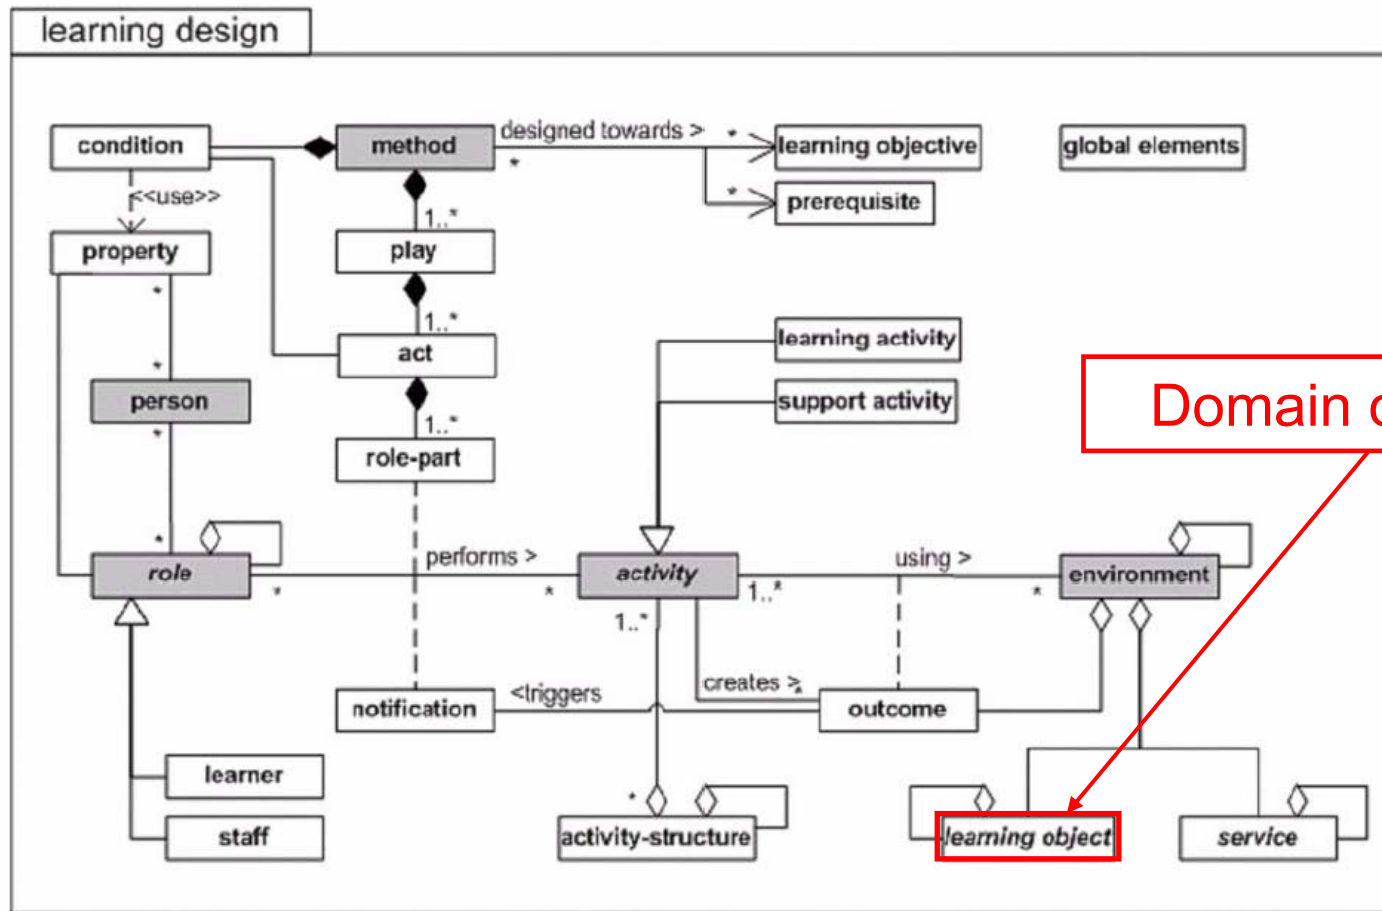 learning design
condition
method
designed towards >
*
*
learning objective
global elements
<<use>>
*
prerequisite
1..*
property
play
*
1..*
learning activity
act
*
person
support activity
Domain o
*
1..*
role-part
*
performs >
using >
role
activity
environment
*
*
1..*
*
1..*
creates >
*
notification
<triggers
outcome
learner
*
staff
activity-structure
learning object
service